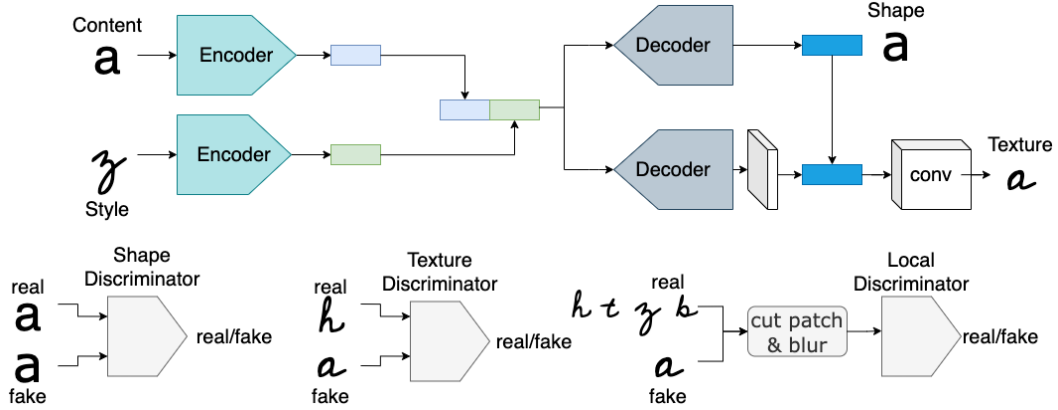 Content
a
Encoder
Decoder
Shape
a
z
Style
Encoder
Decoder
conv
Texture
a
Shape
Discriminator
real
a
a
fake
real/fake
Texture
Discriminator
real
h
a
fake
real/fake
Local
Discriminator
real
h t z b
a
fake
cut patch
& blur
real/fake